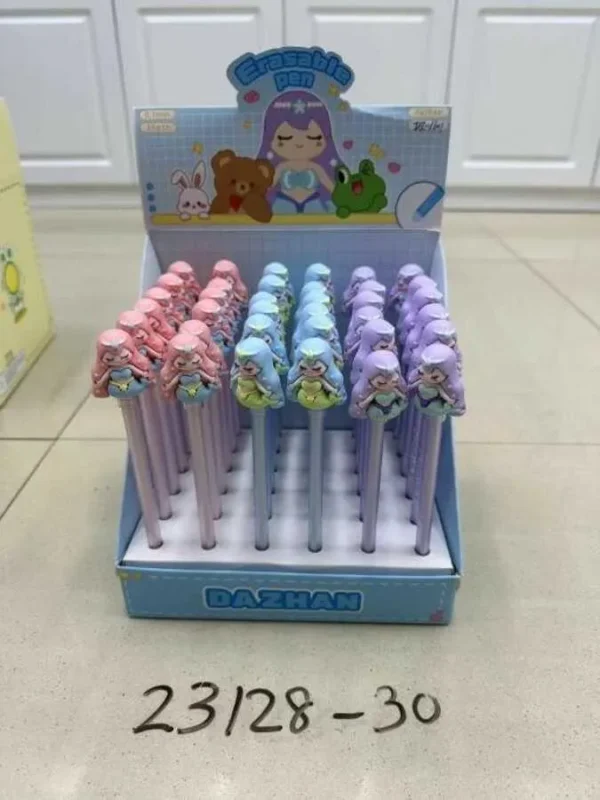 Erasable
pen
DAZHAN
23128-30